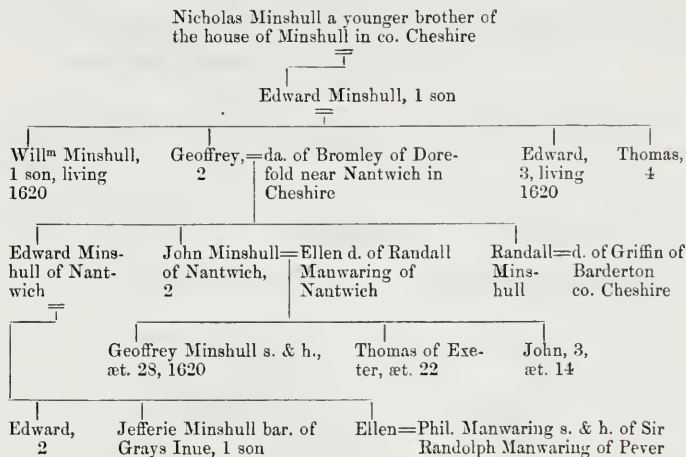 Nicholas Minshull a younger brother of
the house of Minshull in co. Cheshire
Edward Minshull, 1 son
Willᵐ Minshull,
1 son, living
1620
Geoffrey,
2
=da. of Bromley of Dore-
fold near Nantwich in
Cheshire
Edward,
3, living
1620
Thomas,
4
Edward Mins-
hull of Nant-
wich
John Minshull
of Nantwich,
2
=Ellen d. of Randall
Manwaring of
Nantwich
Randall
Mins-
hull
=d. of Griffin of
Barderton
co. Cheshire
Geoffrey Minshull s. & h.,
æt. 28, 1620
Thomas of Exe-
ter, æt. 22
John, 3,
æt. 14
Edward,
2
Jefferie Minshull bar. of
Grays Inue, 1 son
Ellen=Phil. Manwaring s. & h. of Sir
Randolph Manwaring of Pever